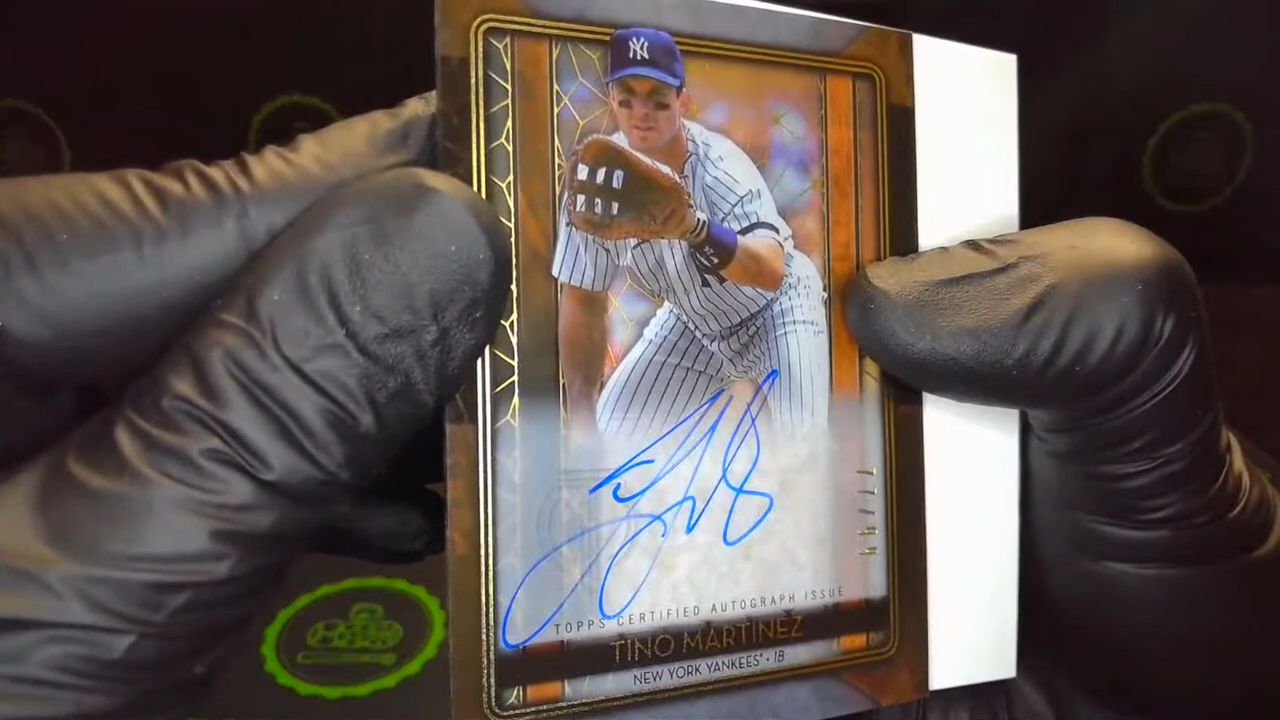 NY
TOPPS CERTIFIED AUTOGRAPH ISSUE
TINO MARTINEZ
NEW YORK YANKEES • 1B